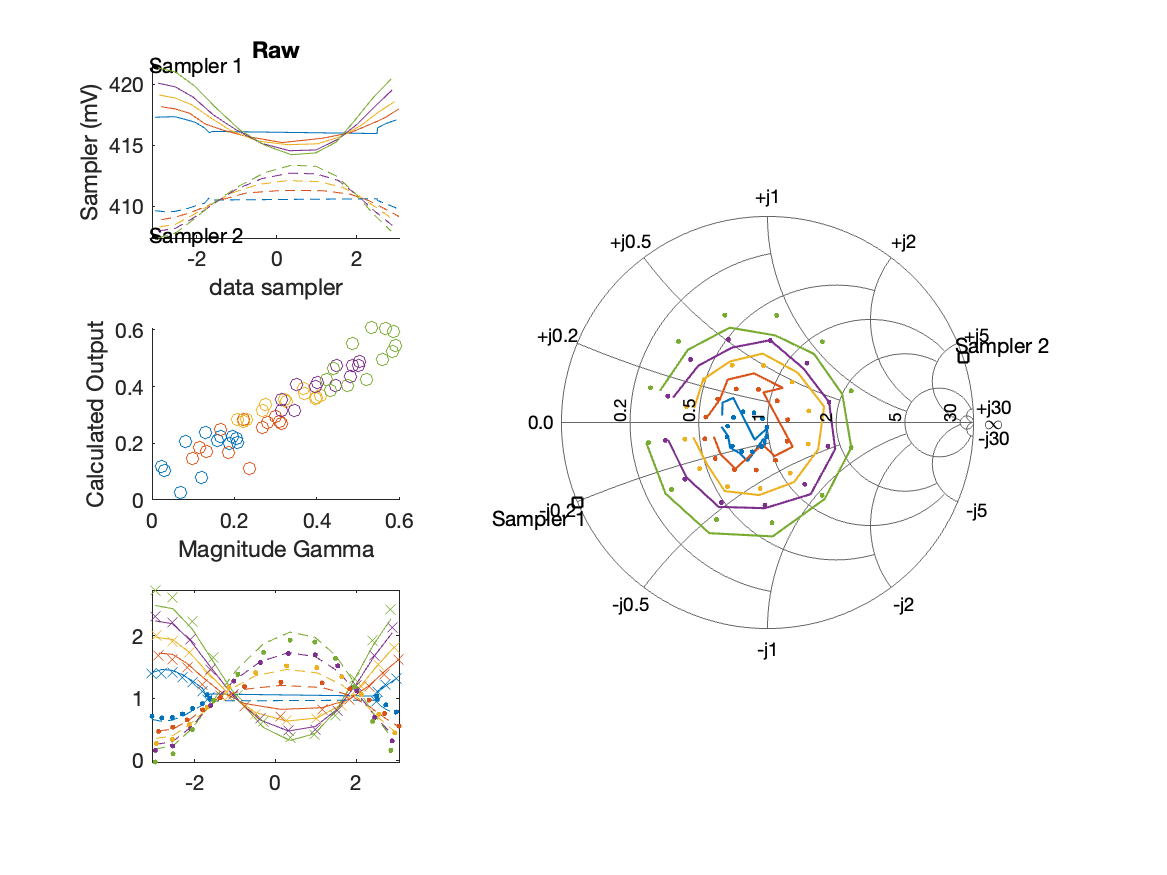 Raw
Sampler 1
420
415
410
Sampler (mV)
Sampler 2
-2
0
2
data sampler
0.6
0.4
0.2
0
Calculated Output
0
0.2
0.4
0.6
Magnitude Gamma
2
1
0
-2
0
2
+j1
+j0.5
+j2
+j0.2
+j5
Sampler 2
0.0
0.2
0.5
1
2
5
30
+j30
∞
-j30
-j0.2
Sampler 1
-j5
-j0.5
-j2
-j1